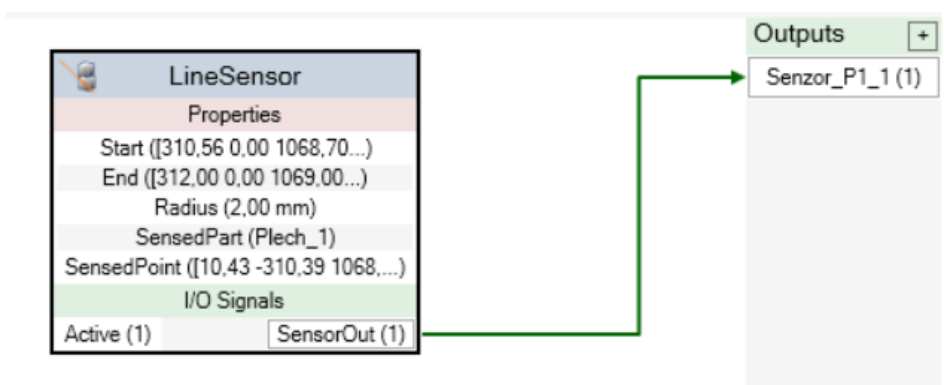 Outputs +
LineSensor
Senzor_P1_1 (1)
Properties
Start ([310,56 0,00 1068,70...)
End ([312,00 0,00 1069,00...)
Radius (2,00 mm)
SensedPart (Plech_1)
SensedPoint ([10,43 -310,39 1068,...)
I/O Signals
Active (1) SensorOut (1)